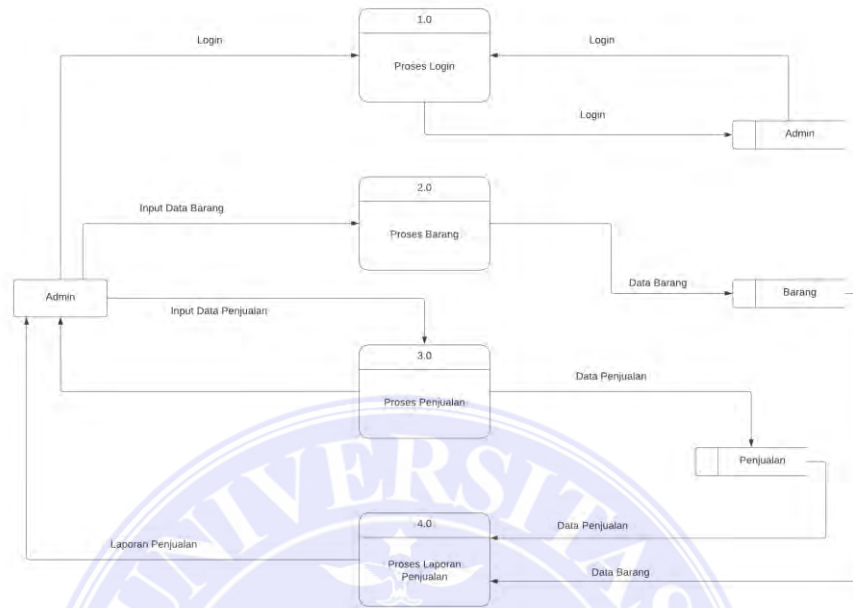 1.0
Login
Login
Proses Login
Login
Admin
2.0
Input Data Barang
Proses Barang
Data Barang
Admin
Barang
Input Data Penjualan
3.0
Data Penjualan
Proses Penjualan
Penjualan
4.0
Data Penjualan
Laporan Penjualan
Proses Laporan
Penjualan
Data Barang
UNIVERSITAS